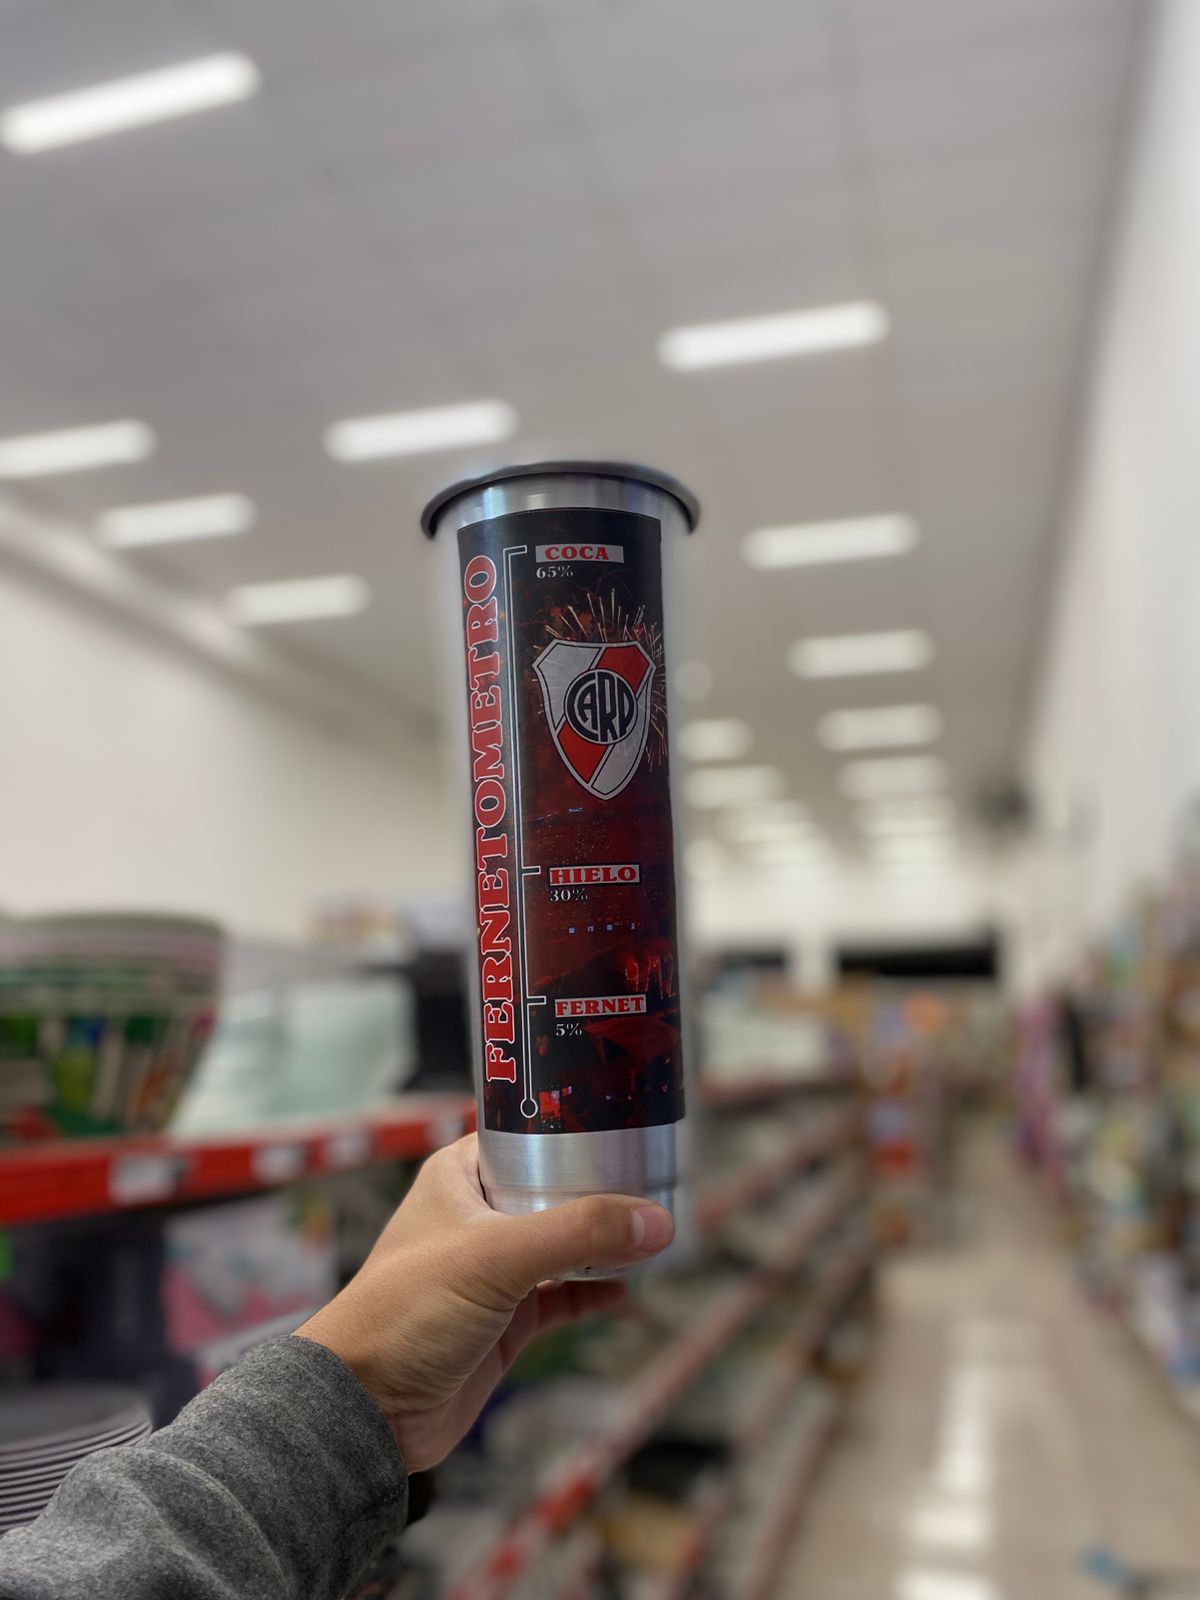 FERNETOMETRO
COCA
65%
CARP
HIELO
30%
FERNET
5%